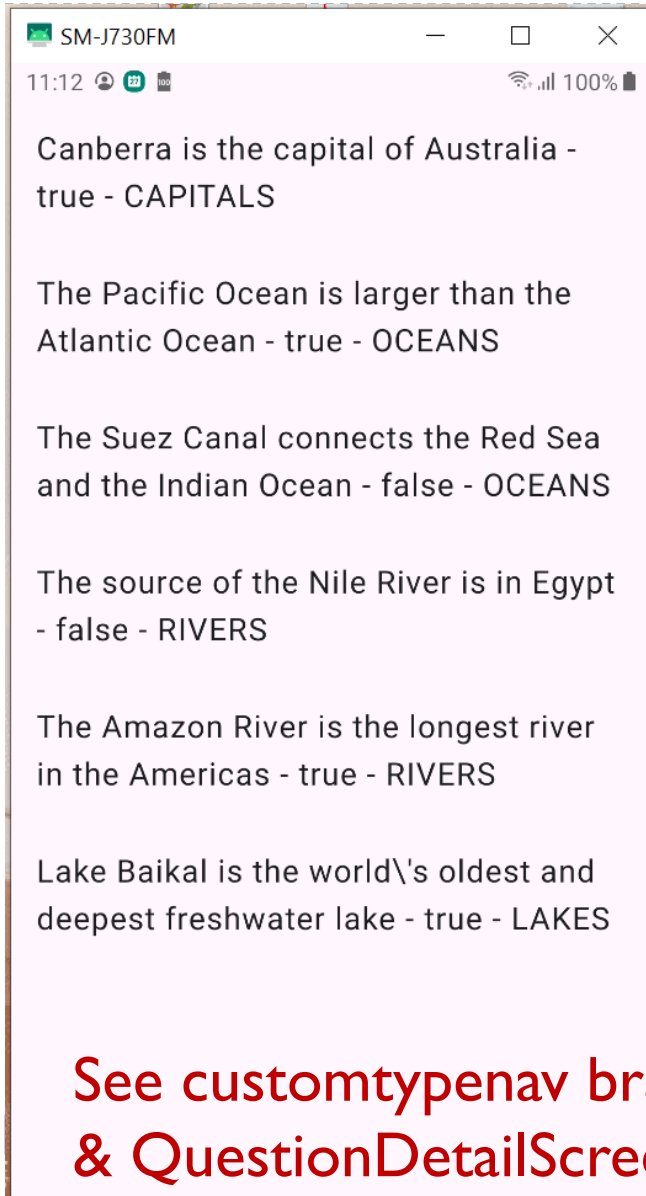 SM-J730FM
11:12 100%
Canberra is the capital of Australia -
true - CAPITALS
The Pacific Ocean is larger than the
Atlantic Ocean - true - OCEANS
The Suez Canal connects the Red Sea
and the Indian Ocean - false - OCEANS
The source of the Nile River is in Egypt
- false - RIVERS
The Amazon River is the longest river
in the Americas - true - RIVERS
Lake Baikal is the world\'s oldest and
deepest freshwater lake - true - LAKES
See customtypenav
&